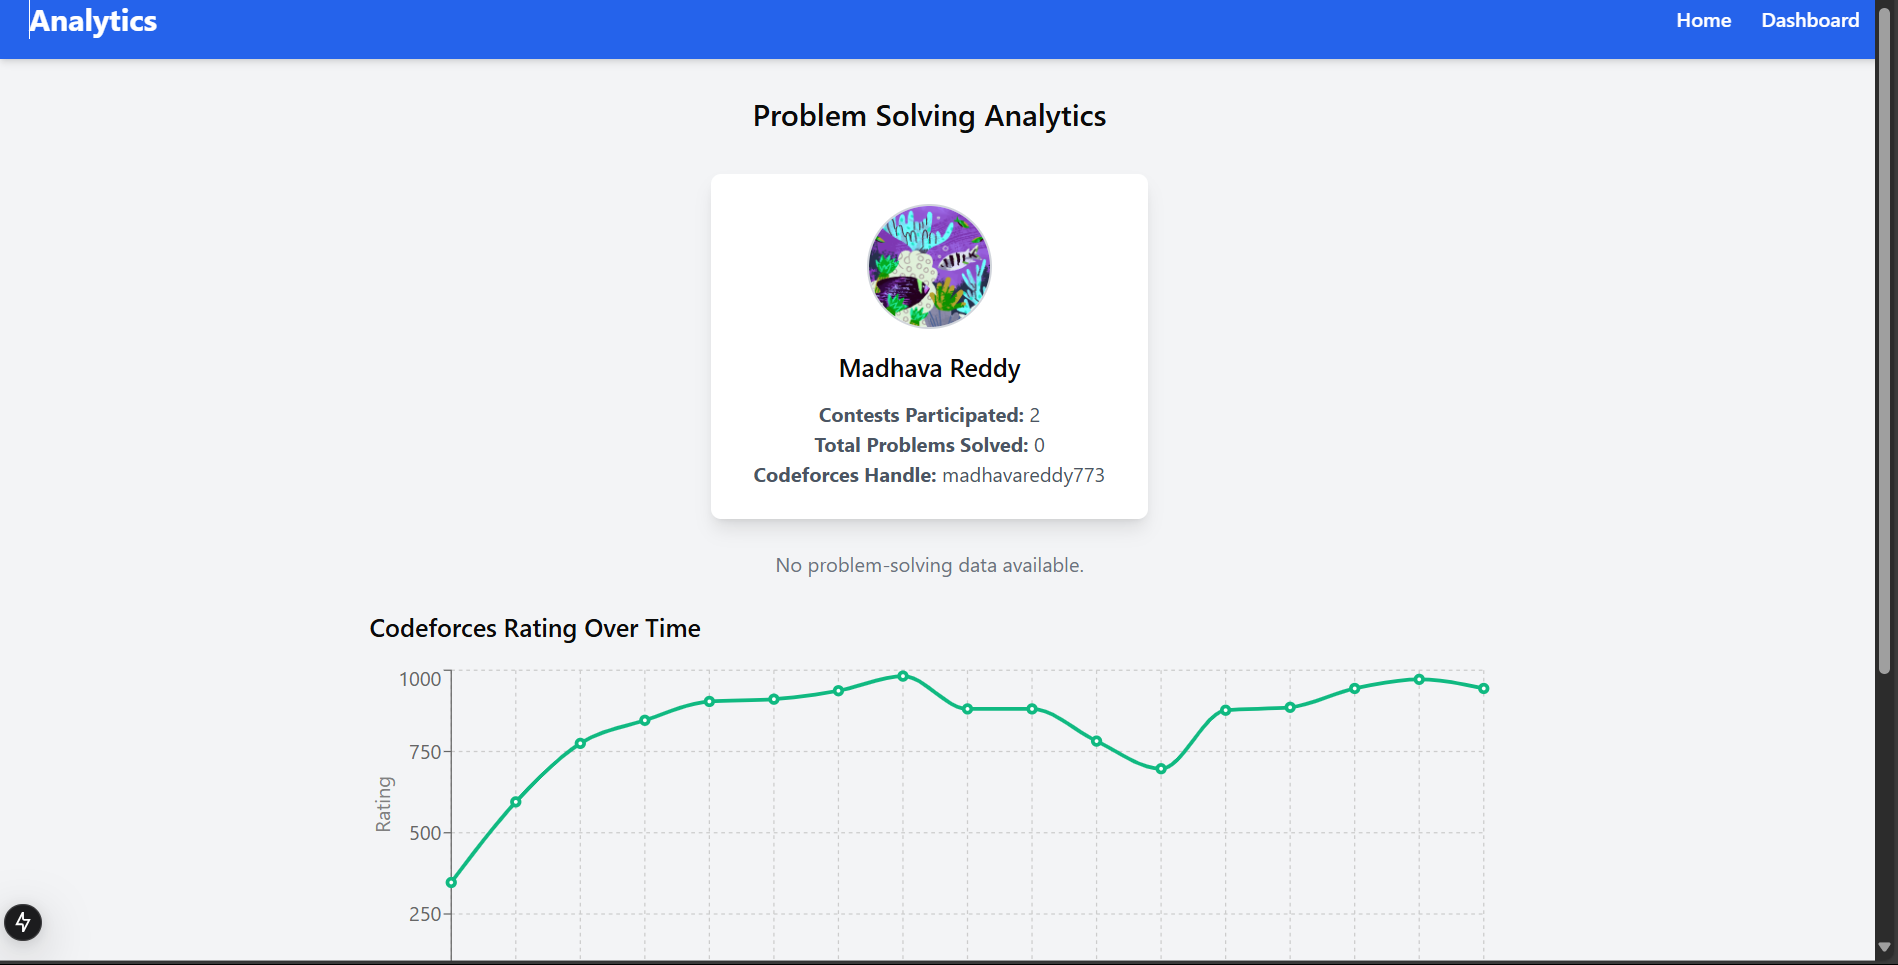 Analytics
Home Dashboard
Problem Solving Analytics
Madhava Reddy
Contests Participated: 2
Total Problems Solved: 0
Codeforces Handle: madhavareddy773
No problem-solving data available.
Codeforces Rating Over Time
1000
750
Rating
500
250